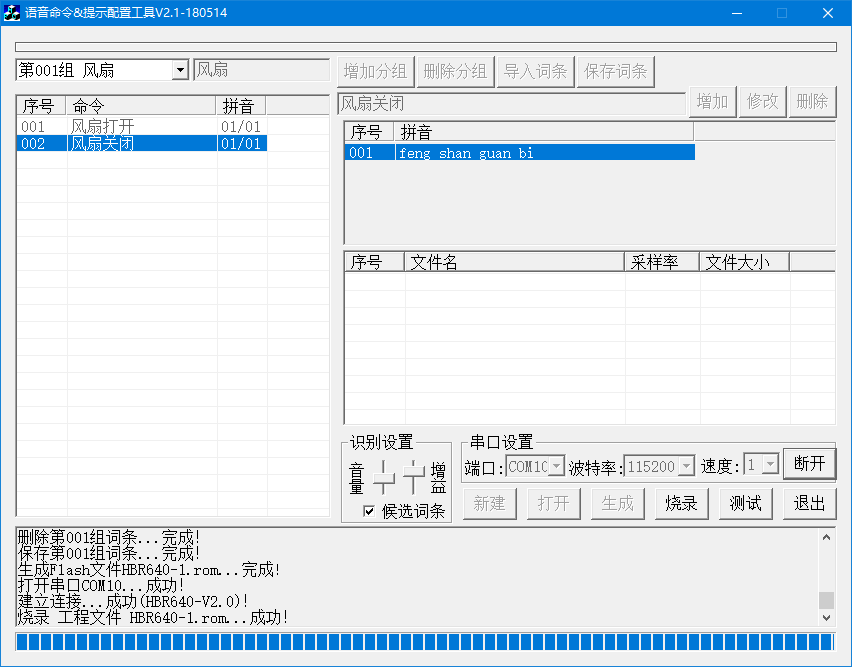 语音命令&提示配置工具V2.1-180514
第001组 风扇 风扇
增加分组 删除分组 导入词条 保存词条
风扇关闭 增加 修改 删除
序号 命令 拼音
001 风扇打开 01/01
002 风扇关闭 01/01
序号 拼音
001 feng shan guan bi
序号 文件名 采样率 文件大小
识别设置
音量 增益
候选词条
串口设置
端口: COM10 波特率: 115200 速度: 1 断开
新建 打开 生成 烧录 测试 退出
删除第001组词条...完成!
保存第001组词条...完成!
生成Flash文件HBR640-1.rom...完成!
打开串口COM10...成功!
建立连接...成功(HBR640-V2.0)!
烧录 工程文件 HBR640-1.rom...成功!